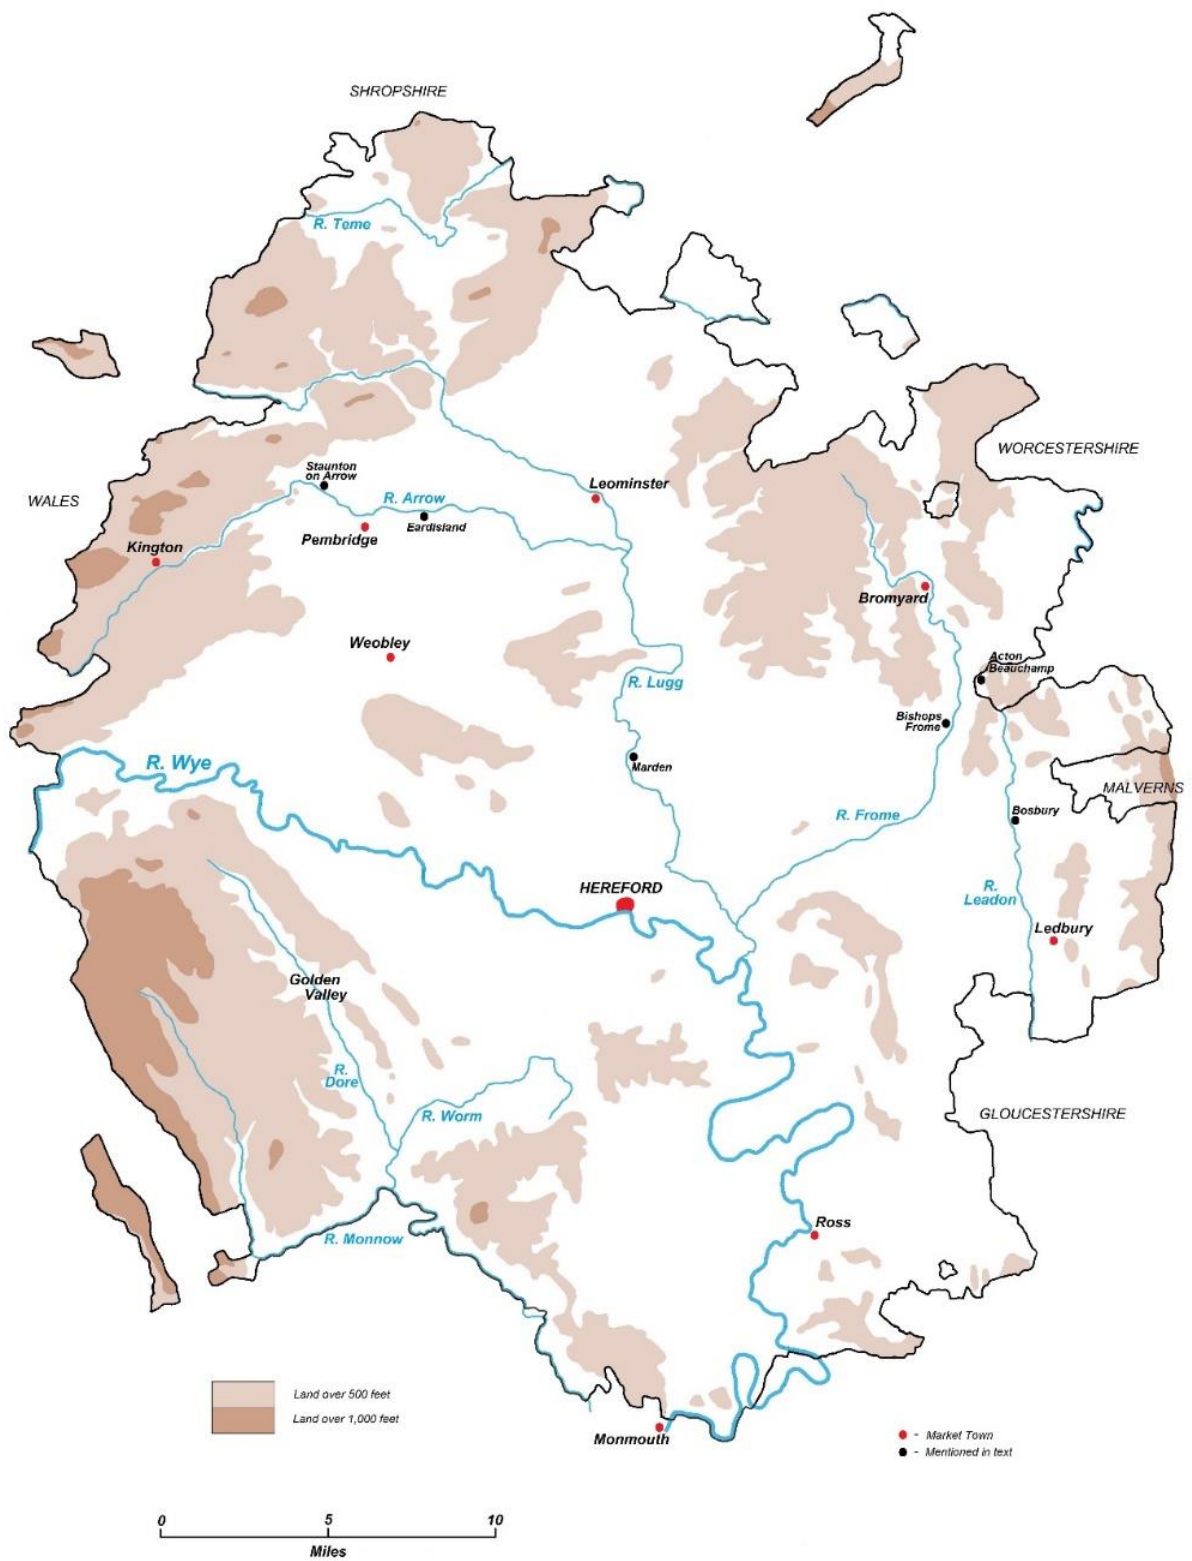 SHROPSHIRE
R. Teme
WORCESTERSHIRE
WALES
Staunton
on Arrow
R. Arrow
Leominster
Eardisland
Pembridge
Kington
Bromyard
Weobley
Acton
Beauchamp
R. Lugg
Bishops
Frome
R. Wye
Marden
MALVERNS
R. Frome
Bosbury
HEREFORD
R.
Leadon
Ledbury
Golden
Valley
R.
Dore
R. Worm
GLOUCESTERSHIRE
Ross
R. Monnow
Land over 500 feet
Land over 1,000 feet
Monmouth
- Market Town
- Mentioned in text
0 5 10
Miles